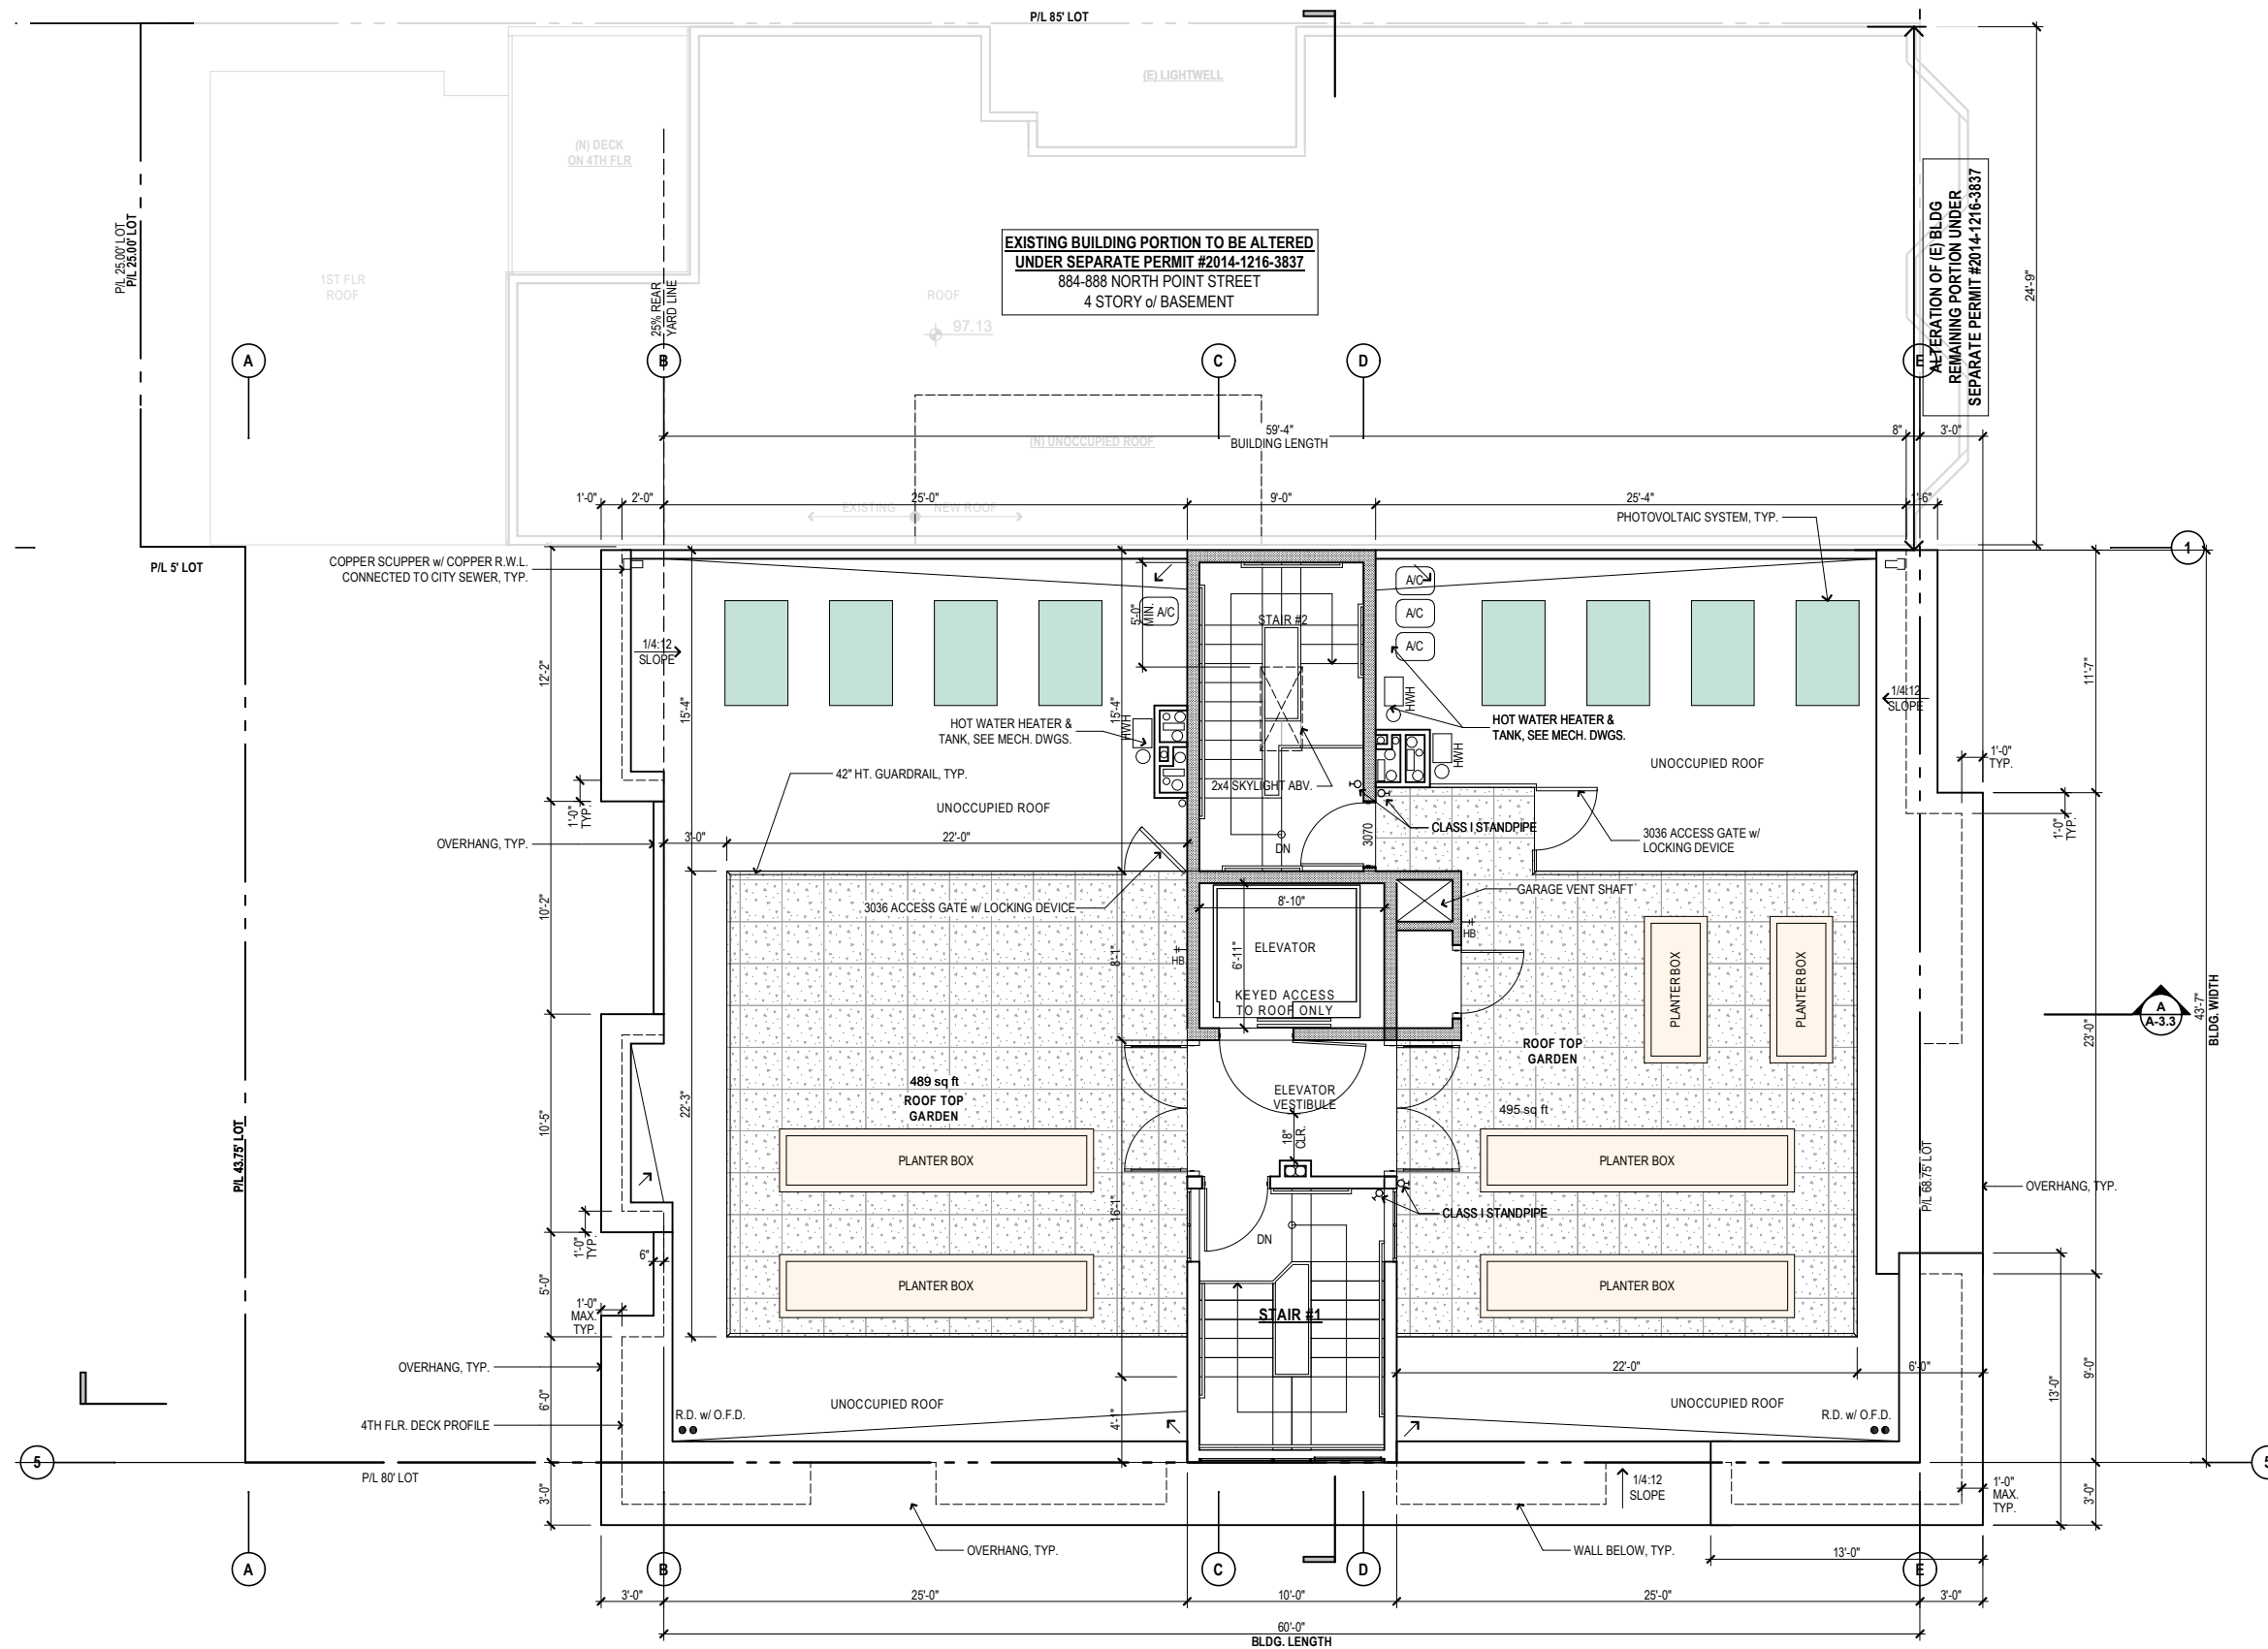 P/L 85' LOT
(E) LIGHTWELL
(N) DECK
ON 4TH FLR
P/L 25.00' LOT
P/L 25.00' LOT
1ST FLR
ROOF
25% REAR
YARD LINE
ROOF
97.13
EXISTING BUILDING PORTION TO BE ALTERED
UNDER SEPARATE PERMIT #2014-1216-3837
884-888 NORTH POINT STREET
4 STORY o/ BASEMENT
ALTERATION OF (E) BLDG
REMAINING PORTION UNDER
SEPARATE PERMIT #2014-1216-3837
24'-9"
A
B
C
D
E
59'-4"
BUILDING LENGTH
8"
3'-0"
(N) UNOCCUPIED ROOF
1'-0"
2'-0"
25'-0"
9'-0"
25'-4"
1'-6"
EXISTING
NEW ROOF
PHOTOVOLTAIC SYSTEM, TYP.
1
P/L 5' LOT
COPPER SCUPPER w/ COPPER R.W.L.
CONNECTED TO CITY SEWER, TYP.
A/C
A/C
A/C
A/C
5'-0"
MIN.
STAIR #2
1/4:12
SLOPE
12'-2"
15'-4"
15'-4"
11'-7"
1/4:12
SLOPE
HWH
HWH
HWH
HOT WATER HEATER &
TANK, SEE MECH. DWGS.
HOT WATER HEATER &
TANK, SEE MECH. DWGS.
1'-0"
TYP.
UNOCCUPIED ROOF
42" HT. GUARDRAIL, TYP.
2x4 SKYLIGHT ABV.
UNOCCUPIED ROOF
1'-0"
TYP.
1'-0"
TYP.
CLASS I STANDPIPE
3'-0"
22'-0"
DN
3070
3036 ACCESS GATE w/
LOCKING DEVICE
OVERHANG, TYP.
GARAGE VENT SHAFT
3036 ACCESS GATE w/ LOCKING DEVICE
8'-10"
10'-2"
8'-1"
6'-11"
ELEVATOR
HB
HB
KEYED ACCESS
TO ROOF ONLY
PLANTER BOX
PLANTER BOX
A
A-3.3
43'-7"
BLDG. WIDTH
23'-0"
ROOF TOP
GARDEN
489 sq ft
ROOF TOP
GARDEN
ELEVATOR
VESTIBULE
495 sq ft
22'-3"
10'-5"
18"
CLR.
P/L 43.75' LOT
PLANTER BOX
PLANTER BOX
P/L 68.75' LOT
OVERHANG, TYP.
16'-1"
CLASS I STANDPIPE
1'-0"
TYP.
6"
DN
5'-0"
PLANTER BOX
PLANTER BOX
1'-0"
MAX.
TYP.
STAIR #1
OVERHANG, TYP.
22'-0"
6'-0"
9'-0"
13'-0"
6'-0"
UNOCCUPIED ROOF
UNOCCUPIED ROOF
4TH FLR. DECK PROFILE
R.D. w/ O.F.D.
R.D. w/ O.F.D.
4'-1"
5
5
P/L 80' LOT
3'-0"
1/4:12
SLOPE
3'-0"
1'-0"
MAX.
TYP.
OVERHANG, TYP.
WALL BELOW, TYP.
13'-0"
A
B
C
D
E
3'-0"
25'-0"
10'-0"
25'-0"
3'-0"
60'-0"
BLDG. LENGTH